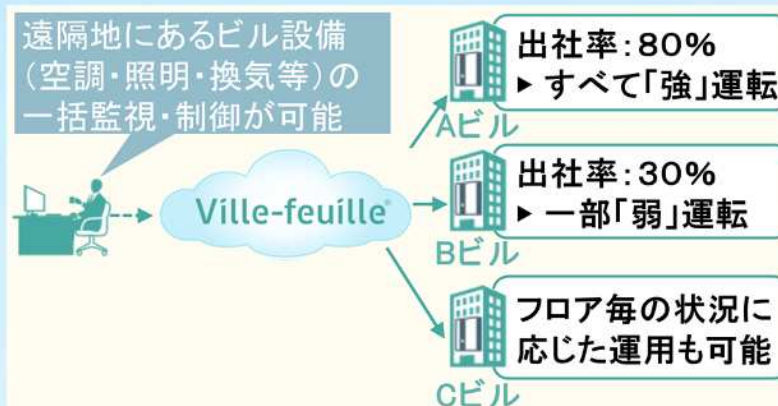 遠隔地にあるビル設備
（空調・照明・換気等）の
一括監視・制御が可能
Ville-feuille®
出社率：80%
▶すべて「強」運転
Aビル
出社率：30%
▶一部「弱」運転
Bビル
フロア毎の状況に
応じた運用も可能
Cビル